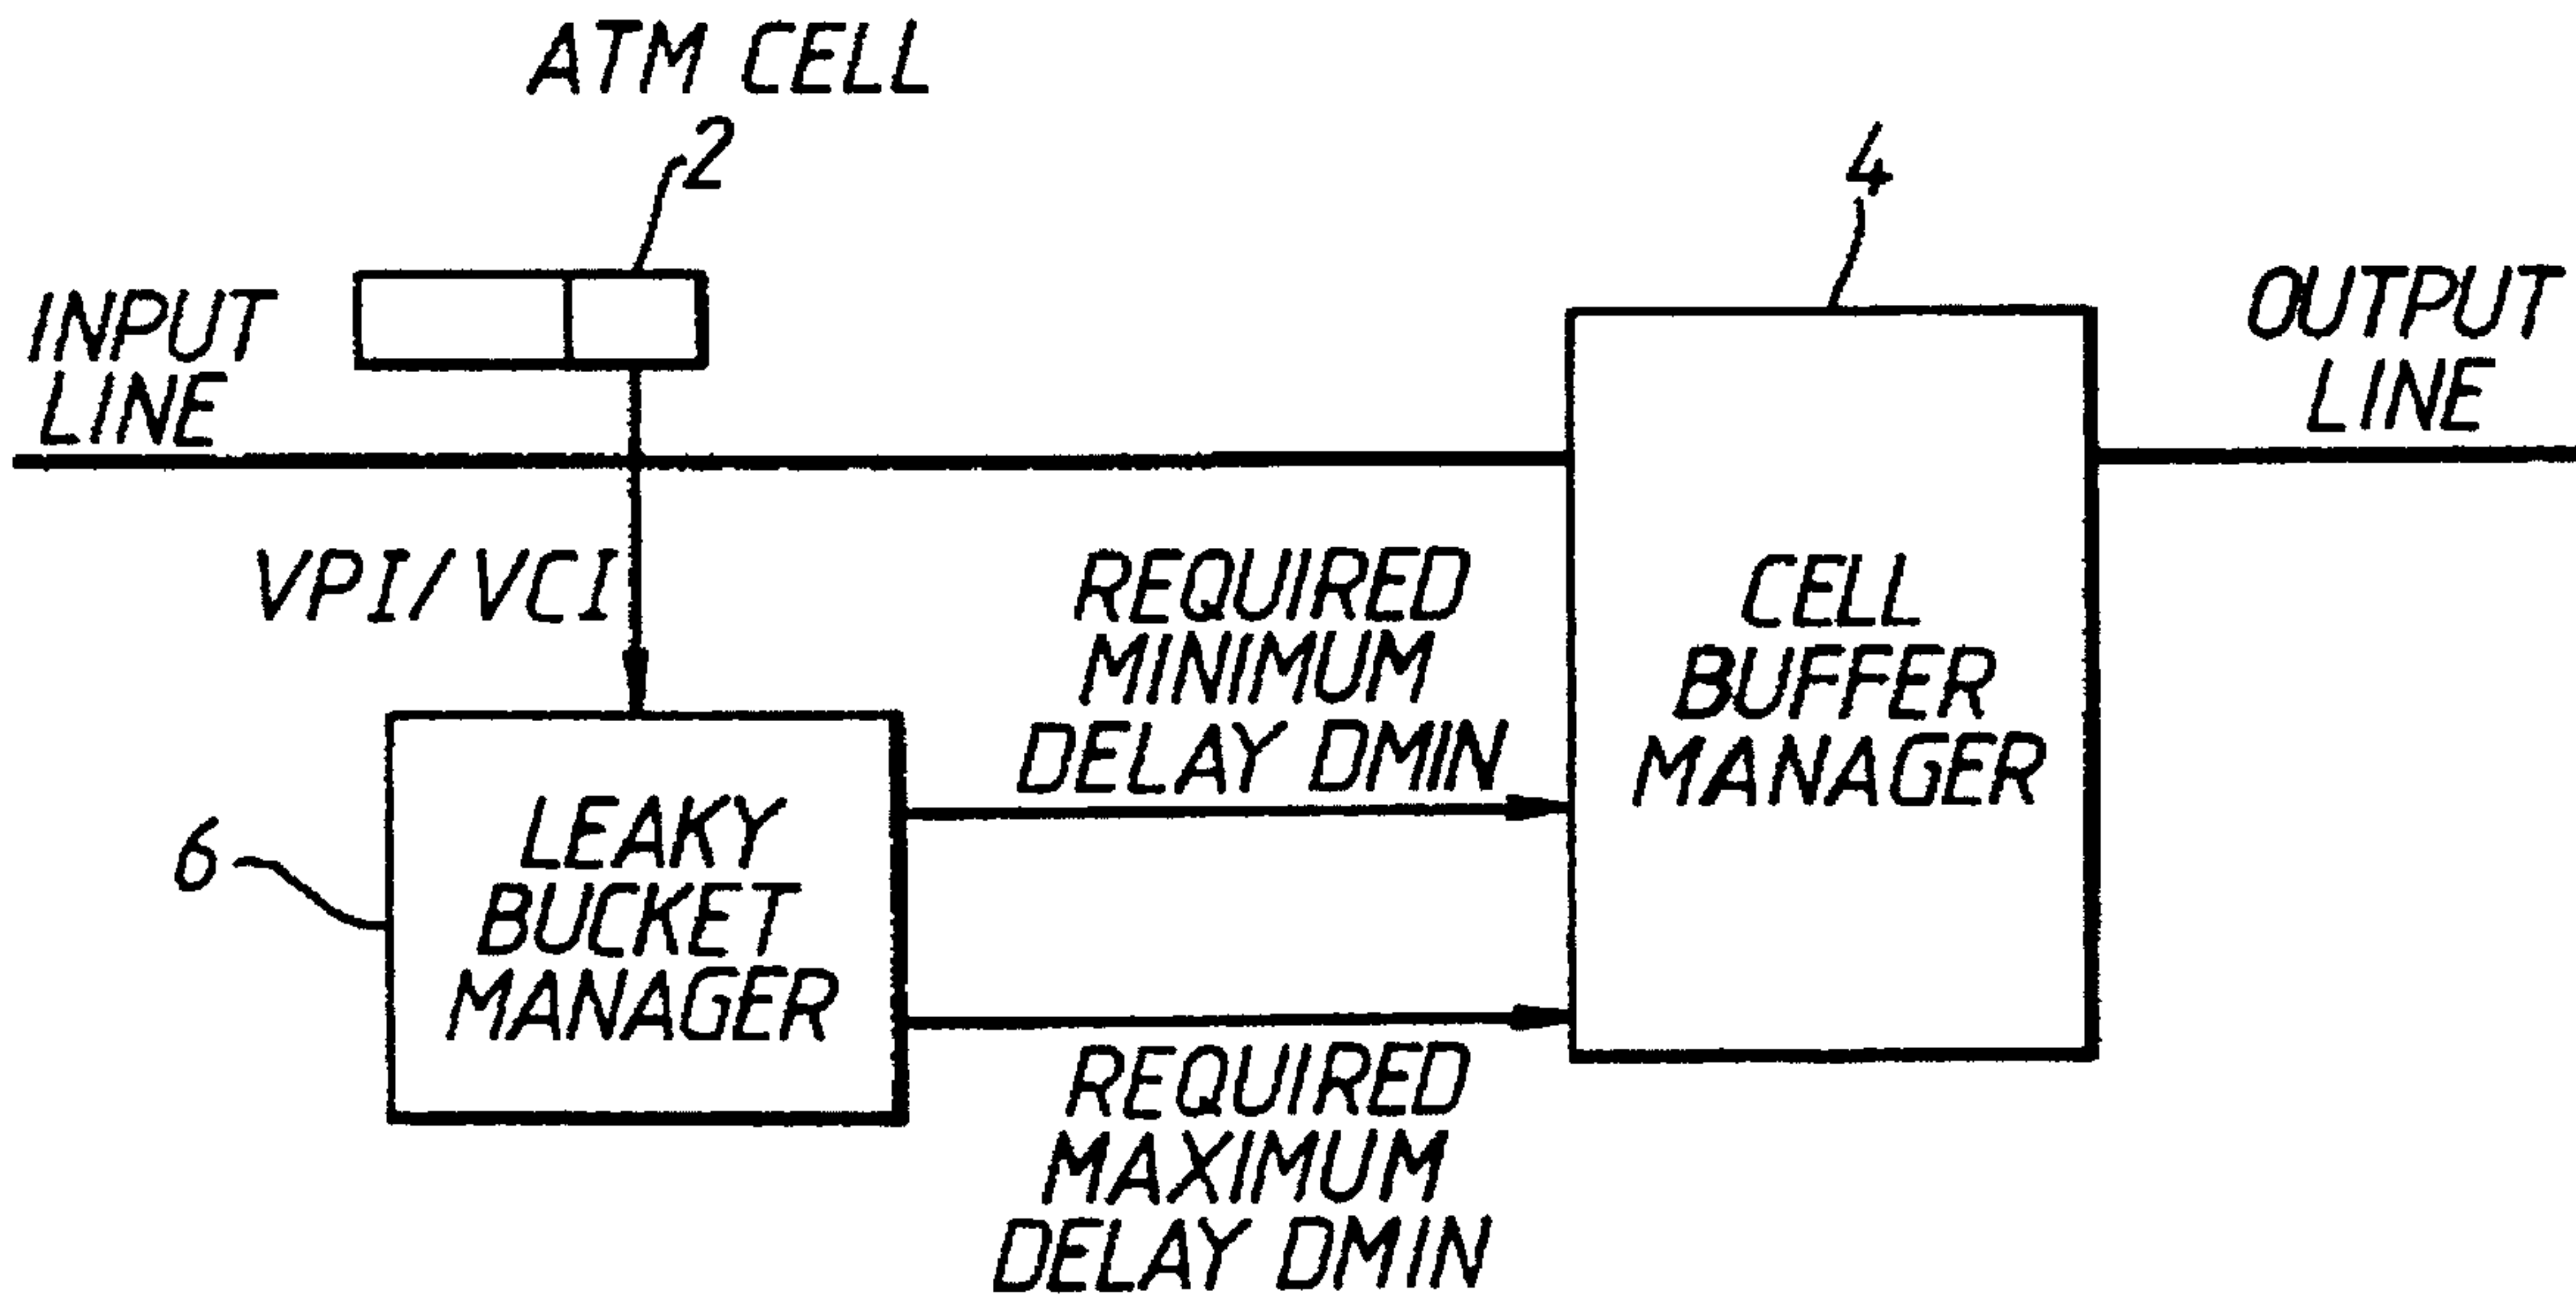 ATM CELL
2
4
INPUT
LINE
OUTPUT
LINE
VPI/VCI
REQUIRED
MINIMUM
DELAY DMIN
CELL
BUFFER
MANAGER
6
LEAKY
BUCKET
MANAGER
REQUIRED
MAXIMUM
DELAY DMIN